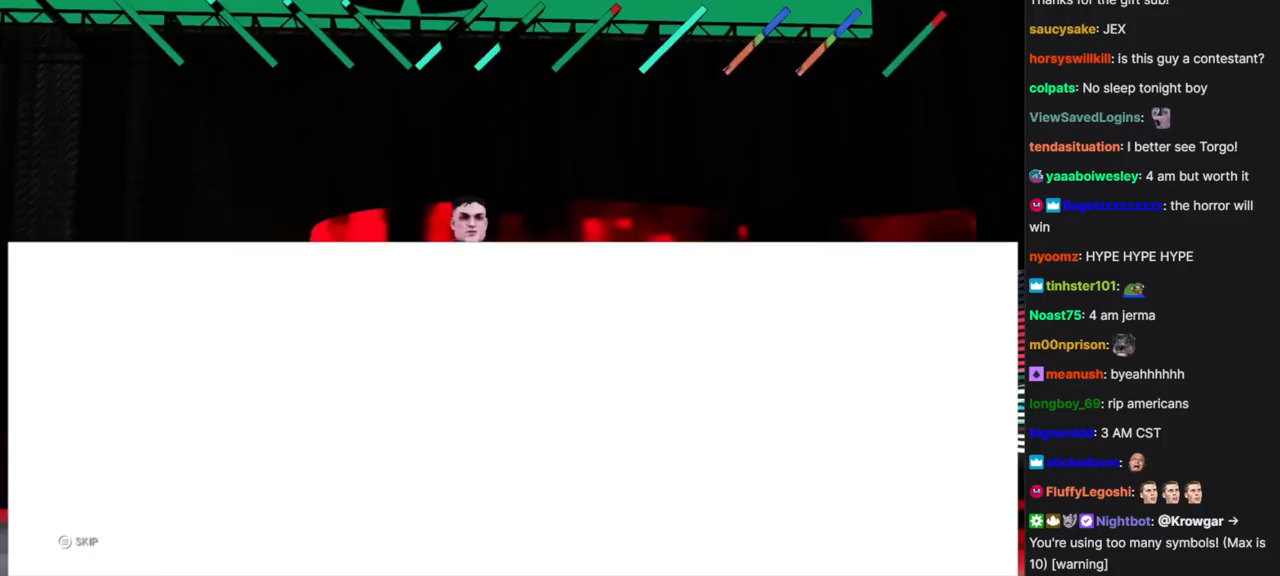 Thanks for the gift sub!
saucysake: JEX
horsyswillkill: is this guy a contestant?
colpats: No sleep tonight boy
ViewSavedLogins:
tendasituation: I better see Torgo!
yaaaboiwesley: 4 am but worth it
: the horror will
win
nyoomz: HYPE HYPE HYPE
tinhster101:
Noast75: 4 am jerma
m00nprison:
meanush: byeahhhhhh
longboy_69: rip americans
: 3 AM CST
:
FluffyLegoshi:
Nightbot: @Krowgar →
You're using too many symbols! (Max is
10) [warning]
SKIP